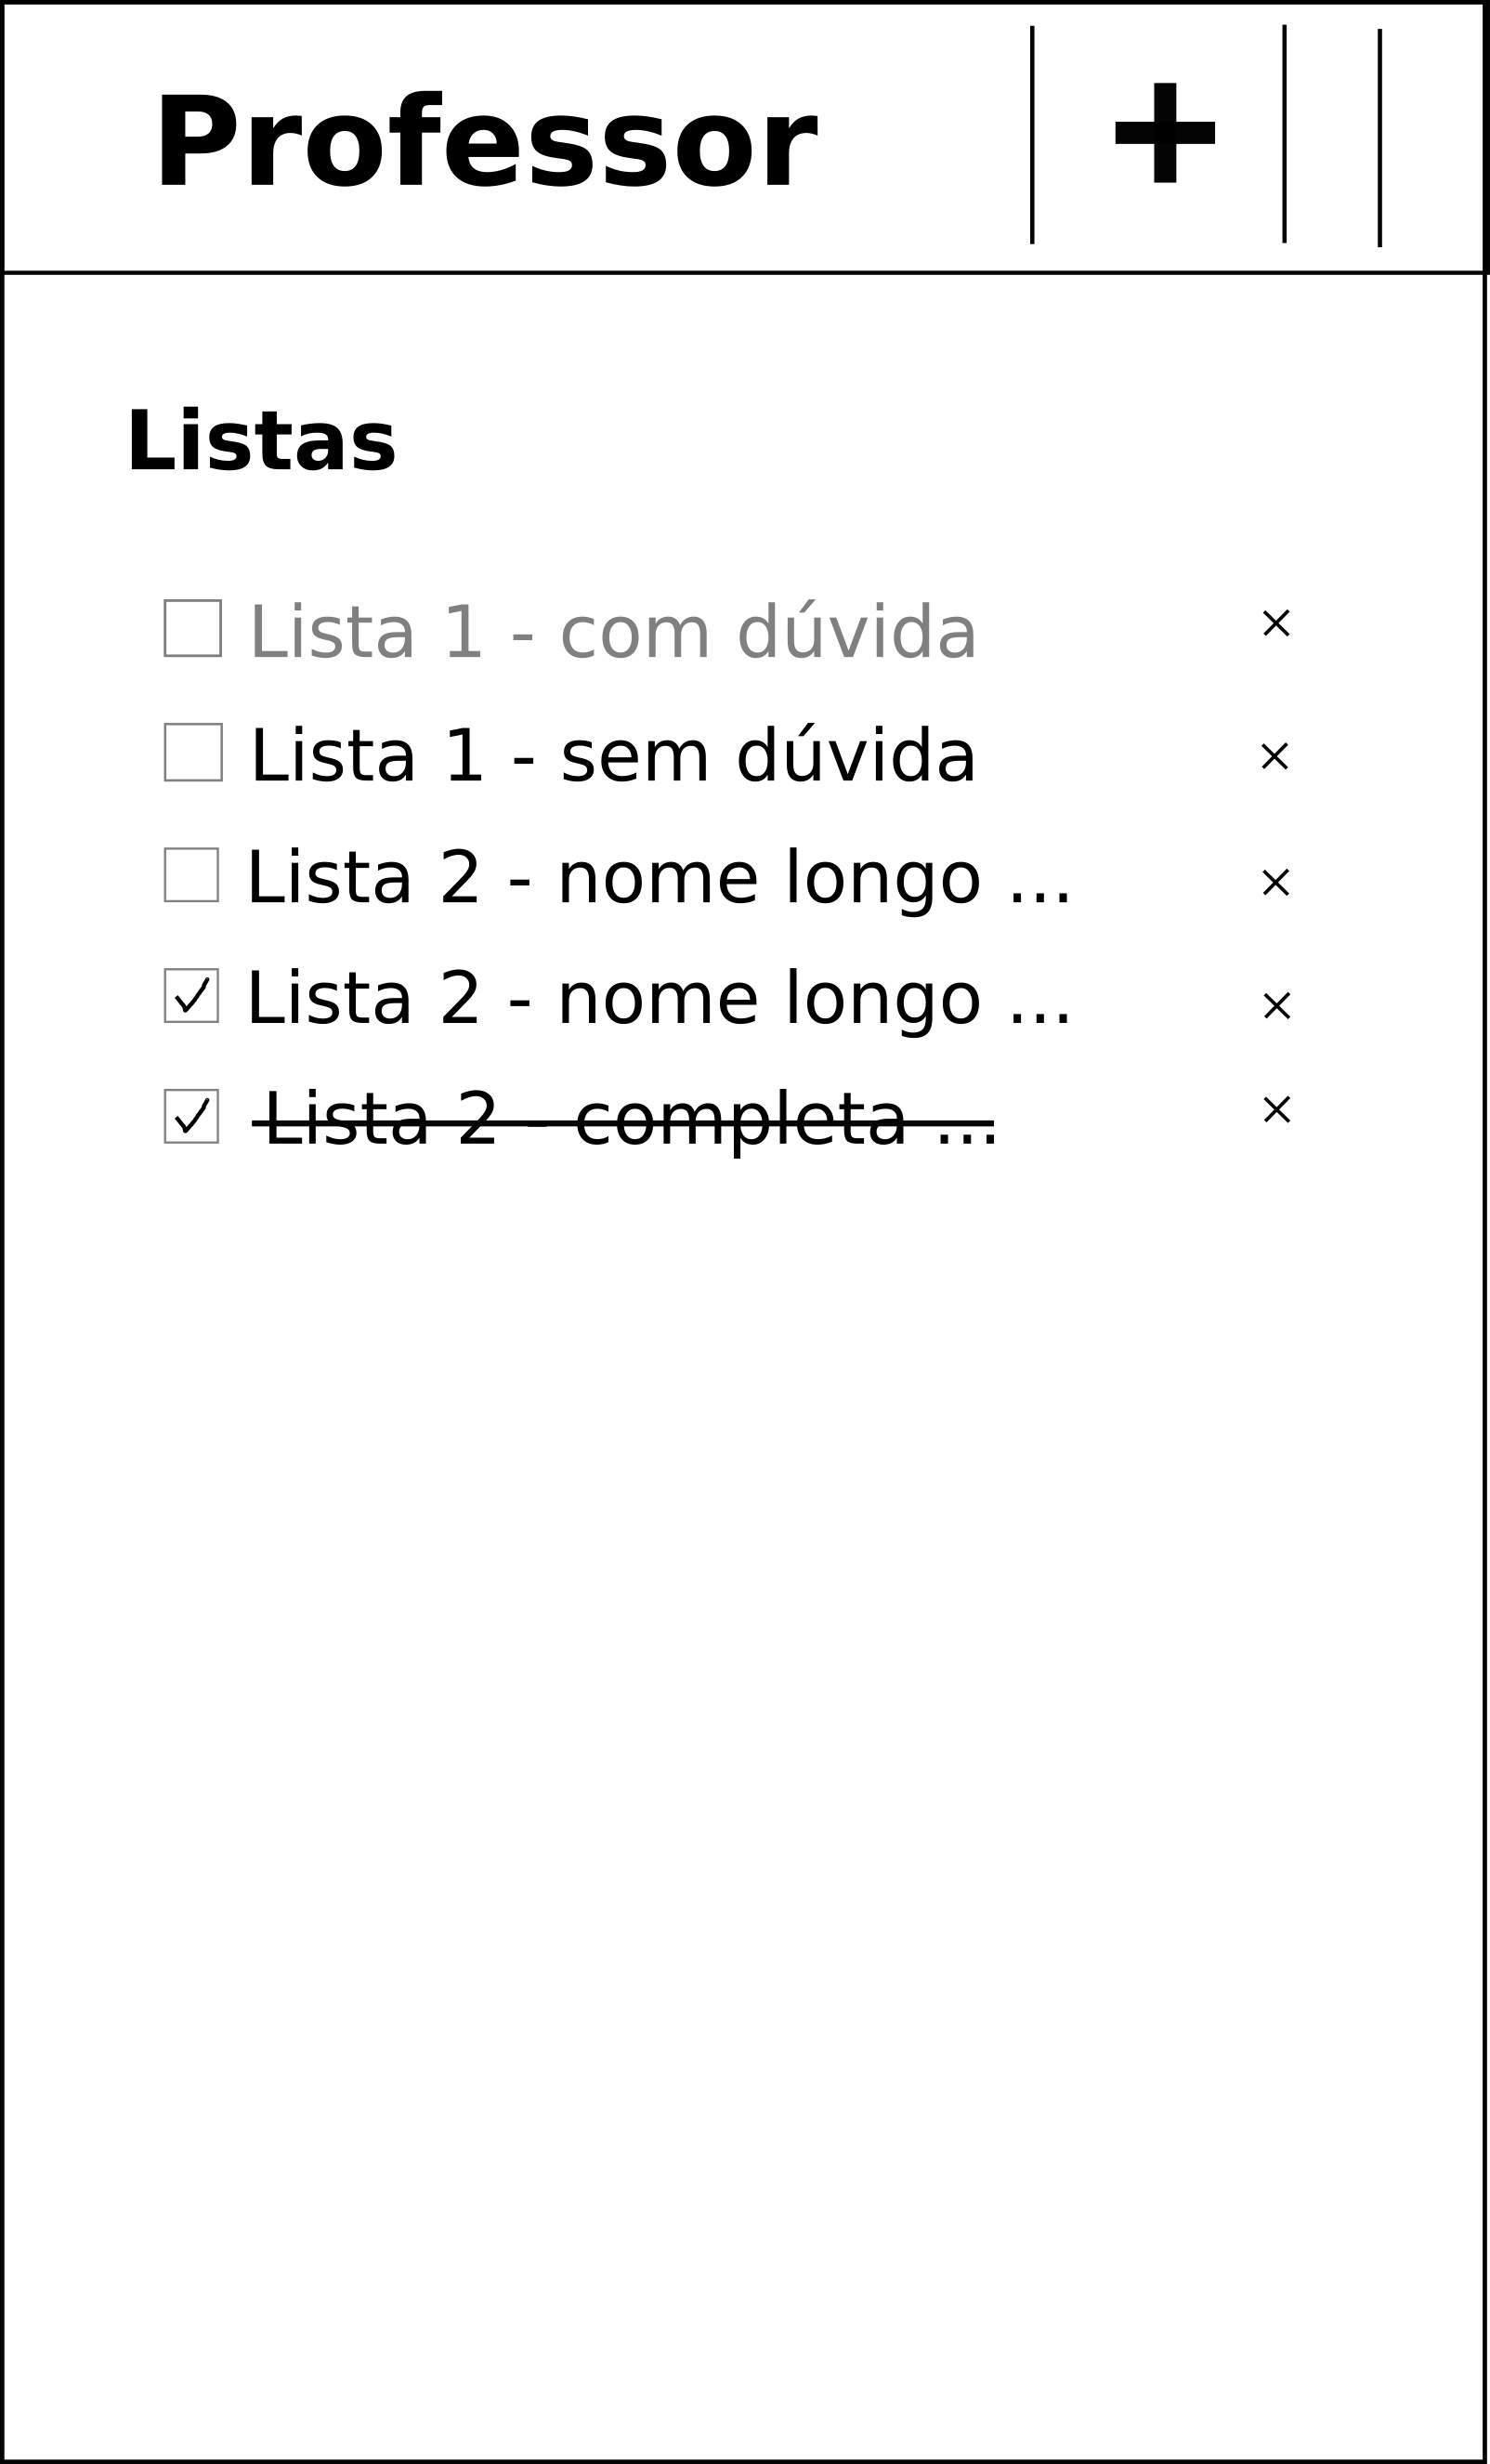 Professor +
Listas
Lista 1 - com dúvida ×
Lista 1 - sem dúvida ×
Lista 2 - nome longo ... ×
Lista 2 - nome longo ... ×
Lista 2 - completa ... ×